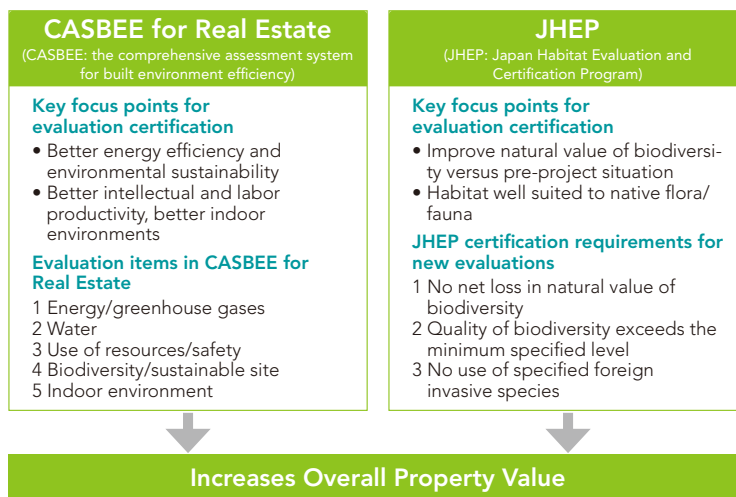 CASBEE for Real Estate
(CASBEE: the comprehensive assessment system
for built environment efficiency)
Key focus points for
evaluation certification
• Better energy efficiency and
environmental sustainability
• Better intellectual and labor
productivity, better indoor
environments
Evaluation items in CASBEE for
Real Estate
1 Energy/greenhouse gases
2 Water
3 Use of resources/safety
4 Biodiversity/sustainable site
5 Indoor environment
JHEP
(JHEP: Japan Habitat Evaluation and
Certification Program)
Key focus points for
evaluation certification
• Improve natural value of biodiversi-
ty versus pre-project situation
• Habitat well suited to native flora/
fauna
JHEP certification requirements for
new evaluations
1 No net loss in natural value of
biodiversity
2 Quality of biodiversity exceeds the
minimum specified level
3 No use of specified foreign
invasive species
Increases Overall Property Value